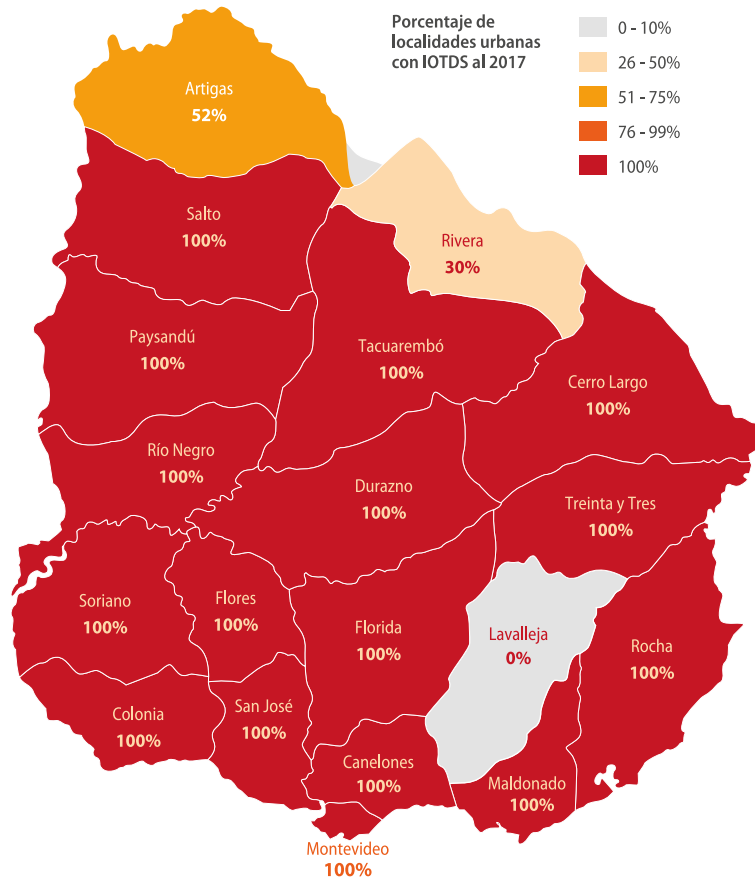 Porcentaje de
localidades urbanas
con IOTDS al 2017
0 - 10%
26 - 50%
51 - 75%
76 - 99%
100%
Artigas
52%
Salto
100%
Rivera
30%
Paysandú
100%
Tacuarembó
100%
Cerro Largo
100%
Río Negro
100%
Durazno
100%
Treinta y Tres
100%
Soriano
100%
Flores
100%
Florida
100%
Lavalleja
0%
Rocha
100%
Colonia
100%
San José
100%
Canelones
100%
Maldonado
100%
Montevideo
100%